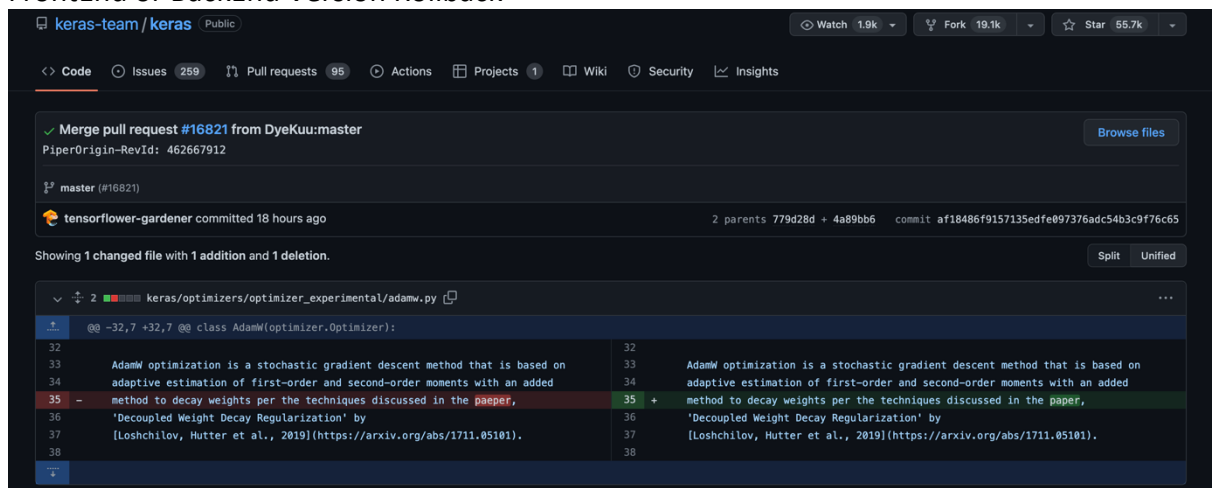 keras-team / keras Public
Watch 1.9k Fork 19.1k Star 55.7k
<> Code Issues 259 Pull requests 95 Actions Projects 1 Wiki Security Insights
Merge pull request #16821 from DyeKuu:master
Browse files
PiperOrigin-RevId: 462667912
master (#16821)
tensorflower-gardener committed 18 hours ago
2 parents 779d28d + 4a89bb6 commit af18486f9157135edfe097376adc54b3c9f76c65
Showing 1 changed file with 1 addition and 1 deletion.
Split Unified
2 keras/optimizers/optimizer_experimental/adamw.py
@@ -32,7 +32,7 @@ class AdamW(optimizer.Optimizer):
32
33 AdamW optimization is a stochastic gradient descent method that is based on
34 adaptive estimation of first-order and second-order moments with an added
35 - method to decay weights per the techniques discussed in the paeper,
36 'Decoupled Weight Decay Regularization' by
37 [Loshchilov, Hutter et al., 2019](https://arxiv.org/abs/1711.05101).
38
32
33 AdamW optimization is a stochastic gradient descent method that is based on
34 adaptive estimation of first-order and second-order moments with an added
35 + method to decay weights per the techniques discussed in the paper,
36 'Decoupled Weight Decay Regularization' by
37 [Loshchilov, Hutter et al., 2019](https://arxiv.org/abs/1711.05101).
38